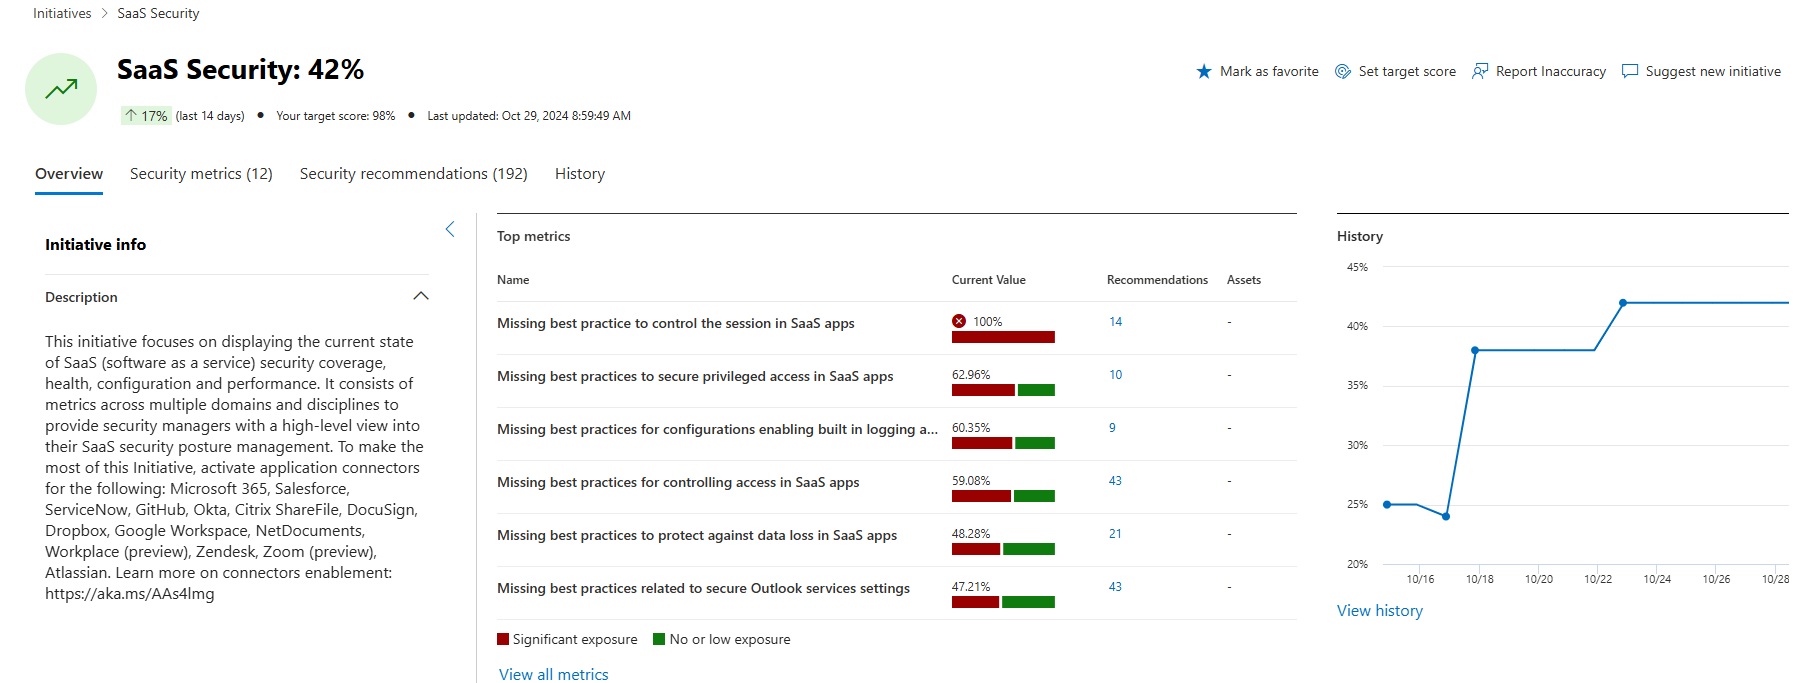 Initiatives > SaaS Security
SaaS Security: 42%
Mark as favorite Set target score Report Inaccuracy Suggest new initiative
↑ 17% (last 14 days) • Your target score: 98% • Last updated: Oct 29, 2024 8:59:49 AM
Overview Security metrics (12) Security recommendations (192) History
Initiative info
Description
This initiative focuses on displaying the current state
of SaaS (software as a service) security coverage,
health, configuration and performance. It consists of
metrics across multiple domains and disciplines to
provide security managers with a high-level view into
their SaaS security posture management. To make the
most of this Initiative, activate application connectors
for the following: Microsoft 365, Salesforce,
ServiceNow, GitHub, Okta, Citrix ShareFile, DocuSign,
Dropbox, Google Workspace, NetDocuments,
Workplace (preview), Zendesk, Zoom (preview),
Atlassian. Learn more on connectors enablement:
https://aka.ms/AAs4lmg
Top metrics
Name Current Value Recommendations Assets
Missing best practice to control the session in SaaS apps 100% 14 -
Missing best practices to secure privileged access in SaaS apps 62.96% 10 -
Missing best practices for configurations enabling built in logging a... 60.35% 9 -
Missing best practices for controlling access in SaaS apps 59.08% 43 -
Missing best practices to protect against data loss in SaaS apps 48.28% 21 -
Missing best practices related to secure Outlook services settings 47.21% 43 -
Significant exposure No or low exposure
View all metrics
History
45%
40%
35%
30%
25%
20%
10/16 10/18 10/20 10/22 10/24 10/26 10/28
View history